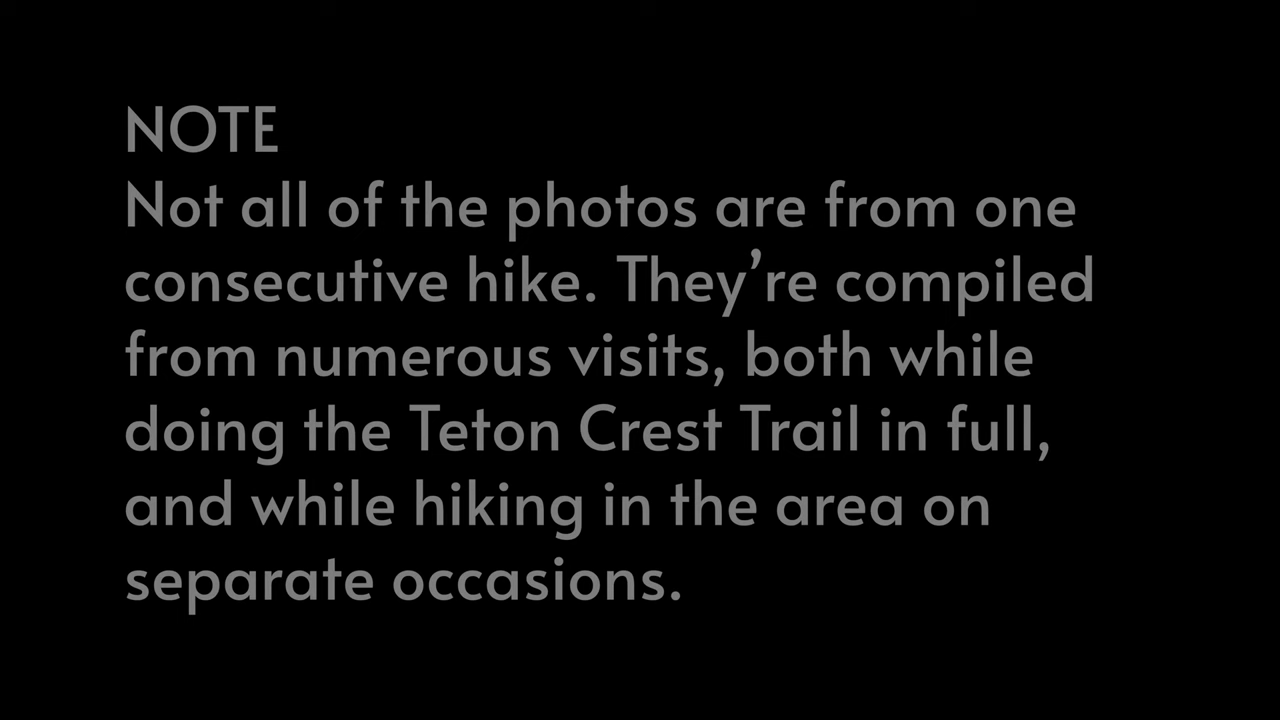 NOTE
Not all of the photos are from one
consecutive hike. They’re compiled
from numerous visits, both while
doing the Teton Crest Trail in full,
and while hiking in the area on
separate occasions.